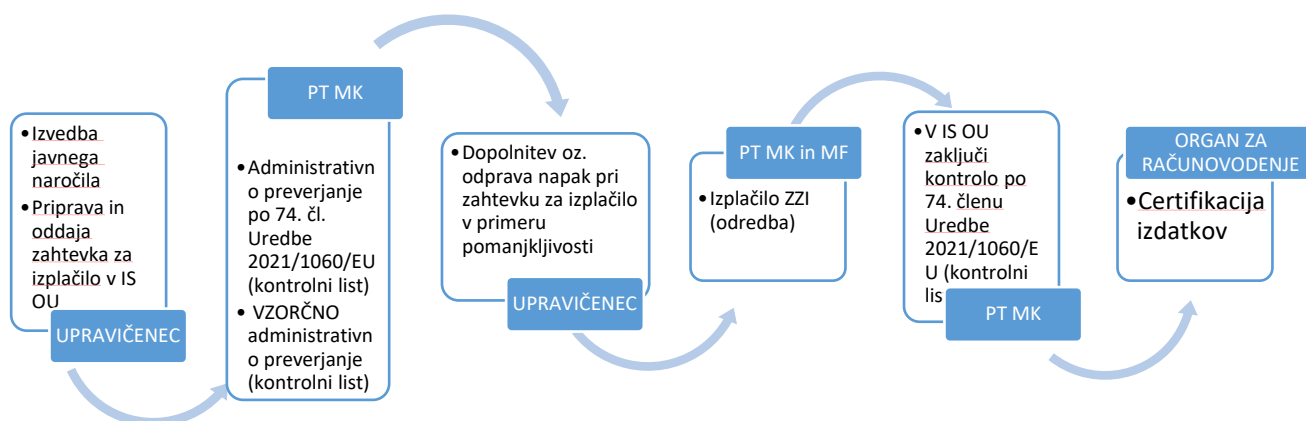 •Izvedba
javnega
naročila
•Priprava in
oddaja
zahtevka za
izplačilo v IS
OU
UPRAVIČENEC
PT MK
•Administrativn
o preverjanje
po 74. čl.
Uredbe
2021/1060/EU
(kontrolni list)
• VZORČNO
administrativn
o preverjanje
(kontrolni list)
•Dopolnitev oz.
odprava napak pri
zahtevku za izplačilo
v primeru
pomanjkljivosti
UPRAVIČENEC
PT MK in MF
•Izplačilo ZZI
(odredba)
•V IS OU
zaključi
kontrolo po
74. členu
Uredbe
2021/1060/E
U (kontrolni
lis
PT MK
ORGAN ZA
RAČUNOVODENJE
•Certifikacija
izdatkov